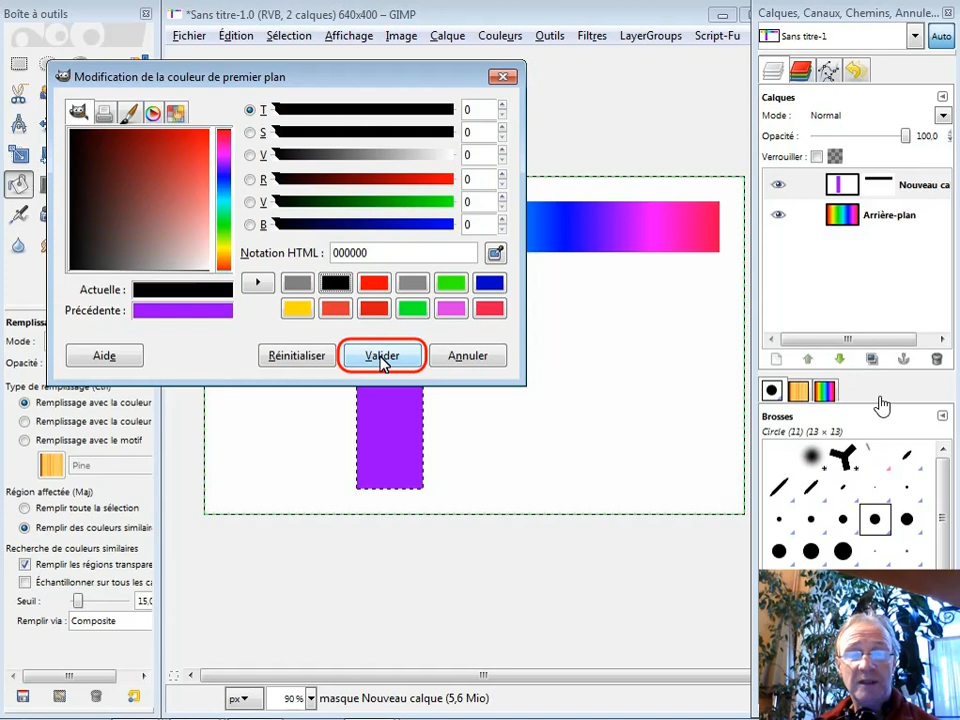 Boîte à outils
*Sans titre-1.0 (RVB, 2 calques) 640x400 – GIMP
Calques, Canaux, Chemins, Annule...
Fichier Édition Sélection Affichage Image Calque Couleurs Outils Filtres LayerGroups Script-Fu
Sans titre-1
Auto
Modification de la couleur de premier plan
T 0
S 0
V 0
R 0
V 0
B 0
Notation HTML : 000000
Actuelle :
Précédente :
Aide
Réinitialiser
Valider
Annuler
Calques
Mode : Normal
Opacité : 100,0
Verrouiller :
Nouveau ca
Arrière-plan
Brosses
Circle (11) (13 × 13)
Mode :
Opacité :
Type de remplissage (Ctrl)
Remplissage avec la couleur
Remplissage avec la couleur
Remplissage avec le motif
Pine
Région affectée (Maj)
Remplir toute la sélection
Remplir des couleurs similaire
Recherche de couleurs similaires
Remplir les régions transpare
Échantillonner sur tous les ca
Seuil : 15,0
Remplir via : Composite
px
90 %
masque Nouveau calque (5,6 Mio)